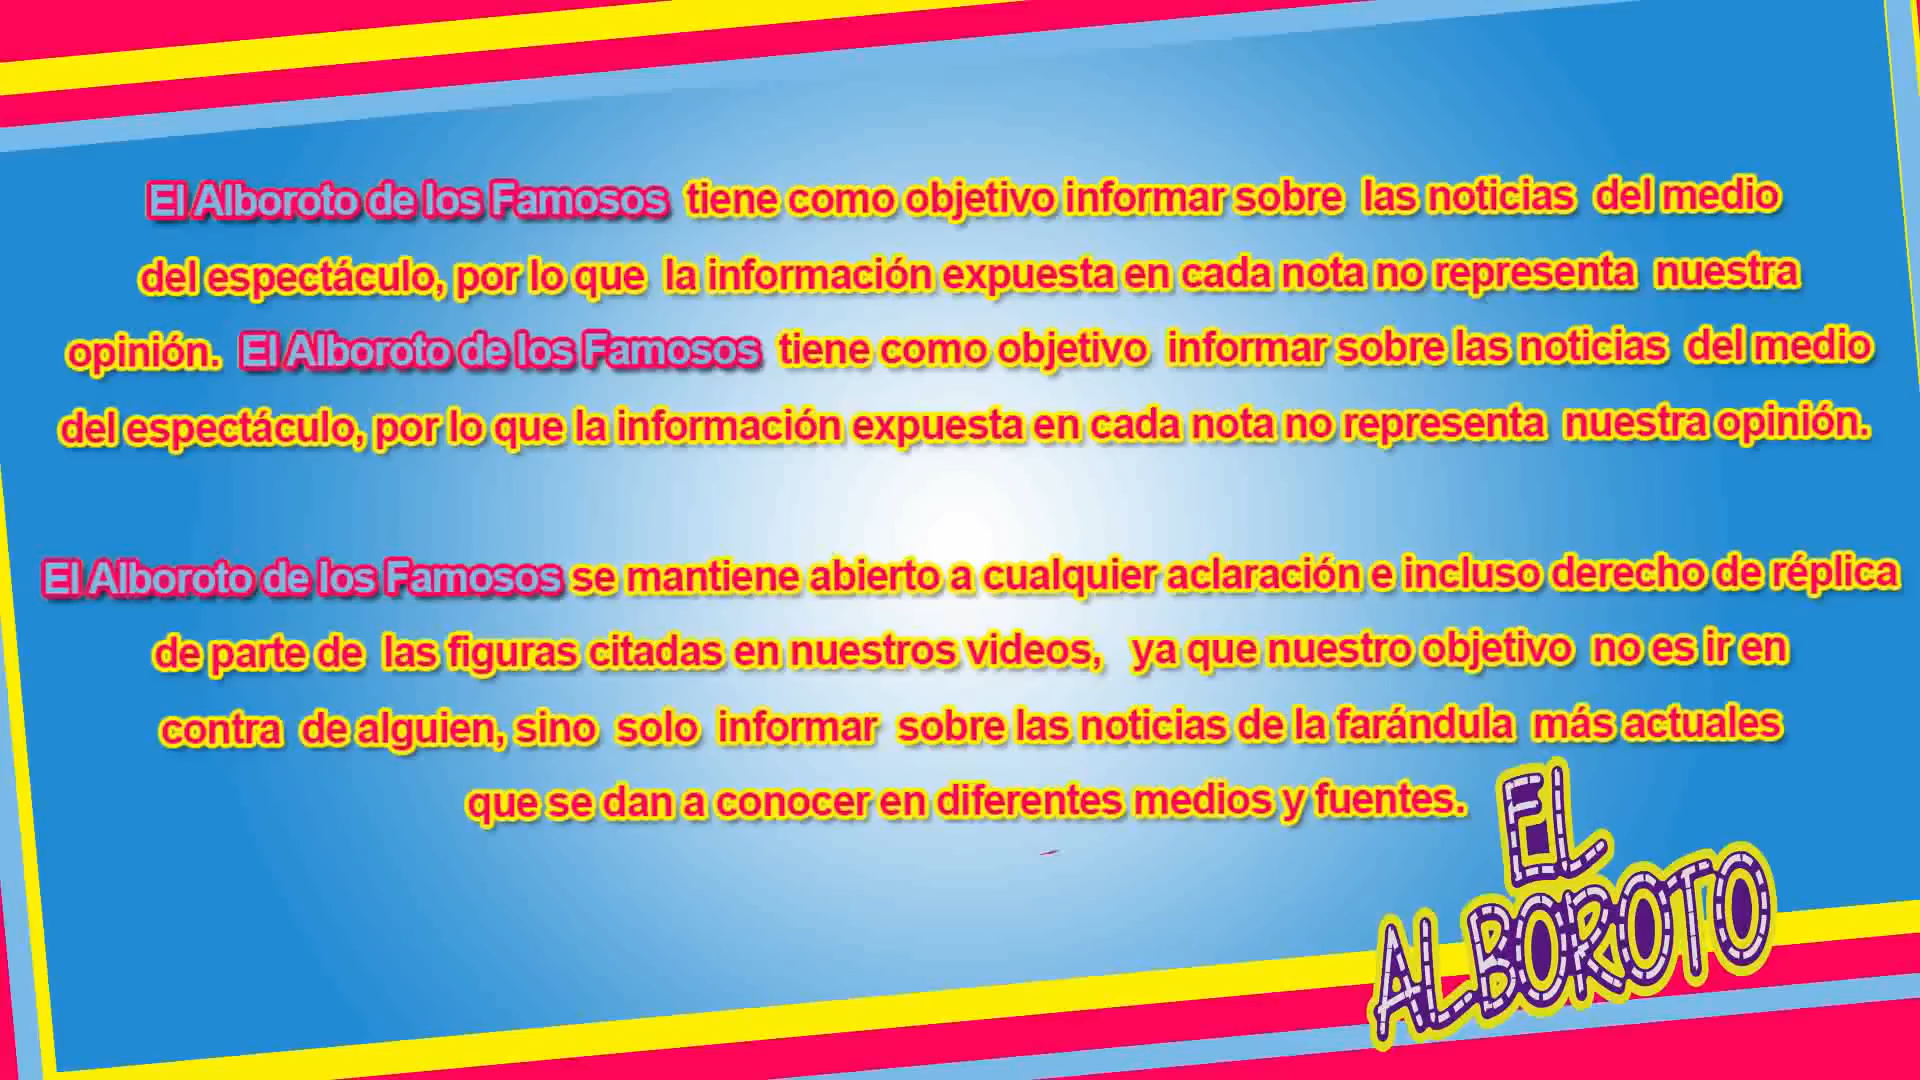 El Alboroto de los Famosos tiene como objetivo informar sobre las noticias del medio
del espectáculo, por lo que la información expuesta en cada nota no representa nuestra
opinión. El Alboroto de los Famosos tiene como objetivo informar sobre las noticias del medio
del espectáculo, por lo que la información expuesta en cada nota no representa nuestra opinión.
El Alboroto de los Famosos se mantiene abierto a cualquier aclaración e incluso derecho de réplica
de parte de las figuras citadas en nuestros videos, ya que nuestro objetivo no es ir en
contra de alguien, sino solo informar sobre las noticias de la farándula más actuales
que se dan a conocer en diferentes medios y fuentes.
EL
ALBOROTO